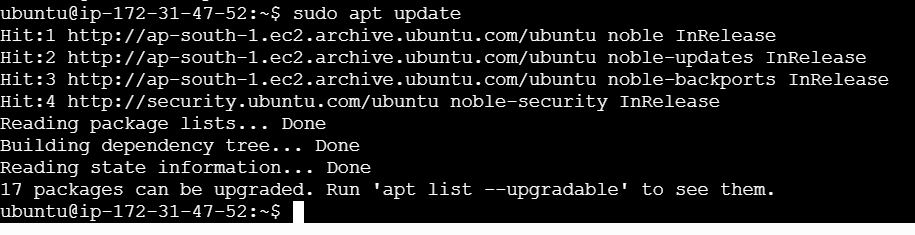 ubuntu@ip-172-31-47-52:~$ sudo apt update
Hit:1 http://ap-south-1.ec2.archive.ubuntu.com/ubuntu noble InRelease
Hit:2 http://ap-south-1.ec2.archive.ubuntu.com/ubuntu noble-updates InRelease
Hit:3 http://ap-south-1.ec2.archive.ubuntu.com/ubuntu noble-backports InRelease
Hit:4 http://security.ubuntu.com/ubuntu noble-security InRelease
Reading package lists... Done
Building dependency tree... Done
Reading state information... Done
17 packages can be upgraded. Run 'apt list --upgradable' to see them.
ubuntu@ip-172-31-47-52:~$